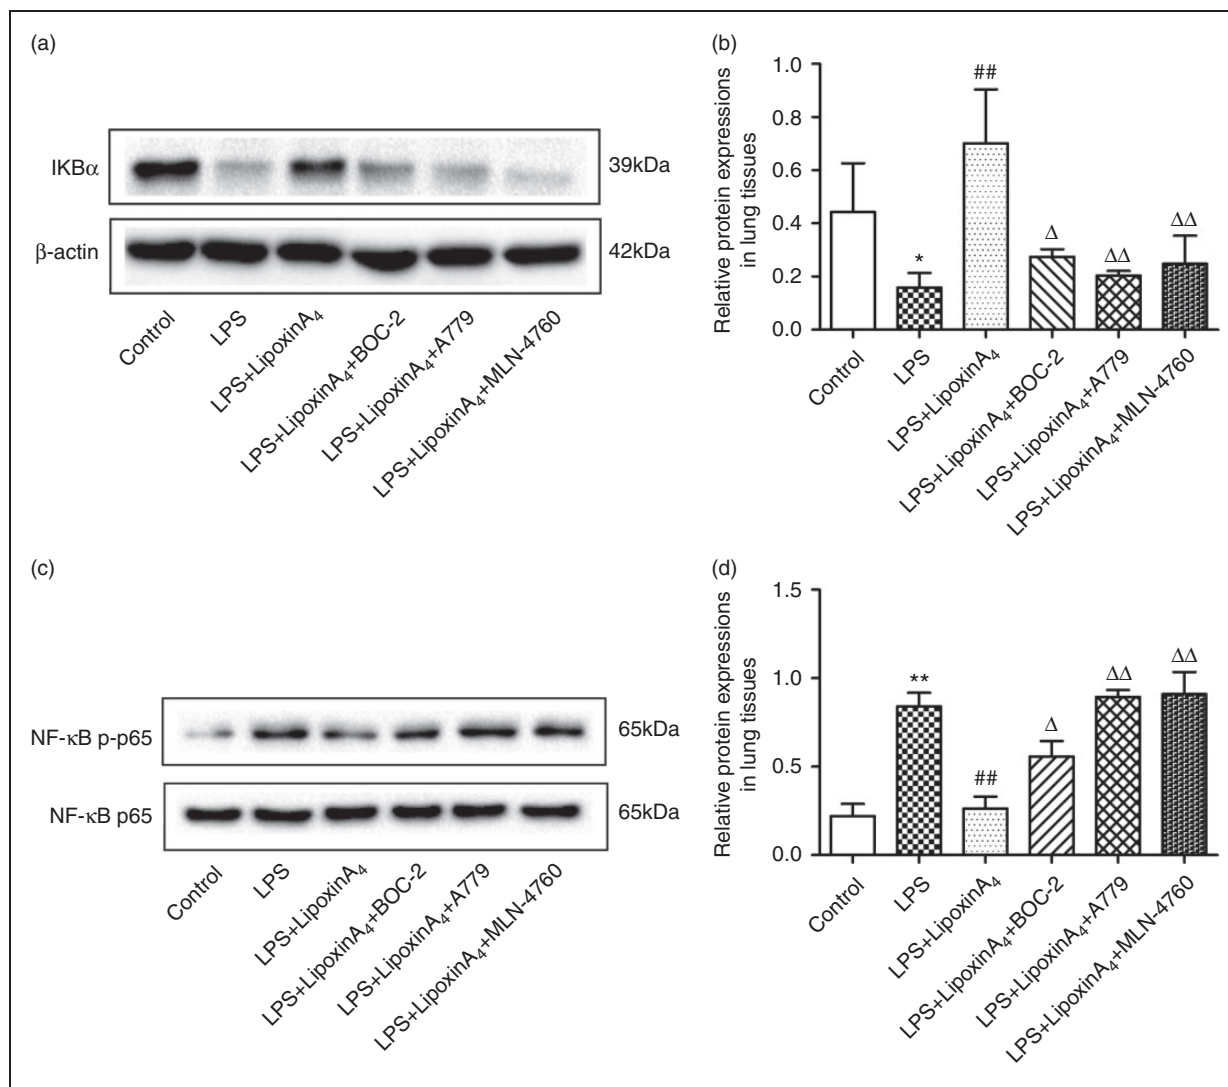 (a)
IKBα
39kDa
β-actin
42kDa
Control
LPS
LPS+LipoxinA₄
LPS+LipoxinA₄+BOC-2
LPS+LipoxinA₄+A779
LPS+LipoxinA₄+MLN-4760
(b)
Relative protein expressions
in lung tissues
1.0
0.8
0.6
0.4
0.2
0.0
*
##
Δ
ΔΔ
ΔΔ
Control
LPS
LPS+LipoxinA₄
LPS+LipoxinA₄+BOC-2
LPS+LipoxinA₄+A779
LPS+LipoxinA₄+MLN-4760
(c)
NF-κB p-p65
65kDa
NF-κB p65
65kDa
Control
LPS
LPS+LipoxinA₄
LPS+LipoxinA₄+BOC-2
LPS+LipoxinA₄+A779
LPS+LipoxinA₄+MLN-4760
(d)
Relative protein expressions
in lung tissues
1.5
1.0
0.5
0.0
**
##
Δ
ΔΔ
ΔΔ
Control
LPS
LPS+LipoxinA₄
LPS+LipoxinA₄+BOC-2
LPS+LipoxinA₄+A779
LPS+LipoxinA₄+MLN-4760